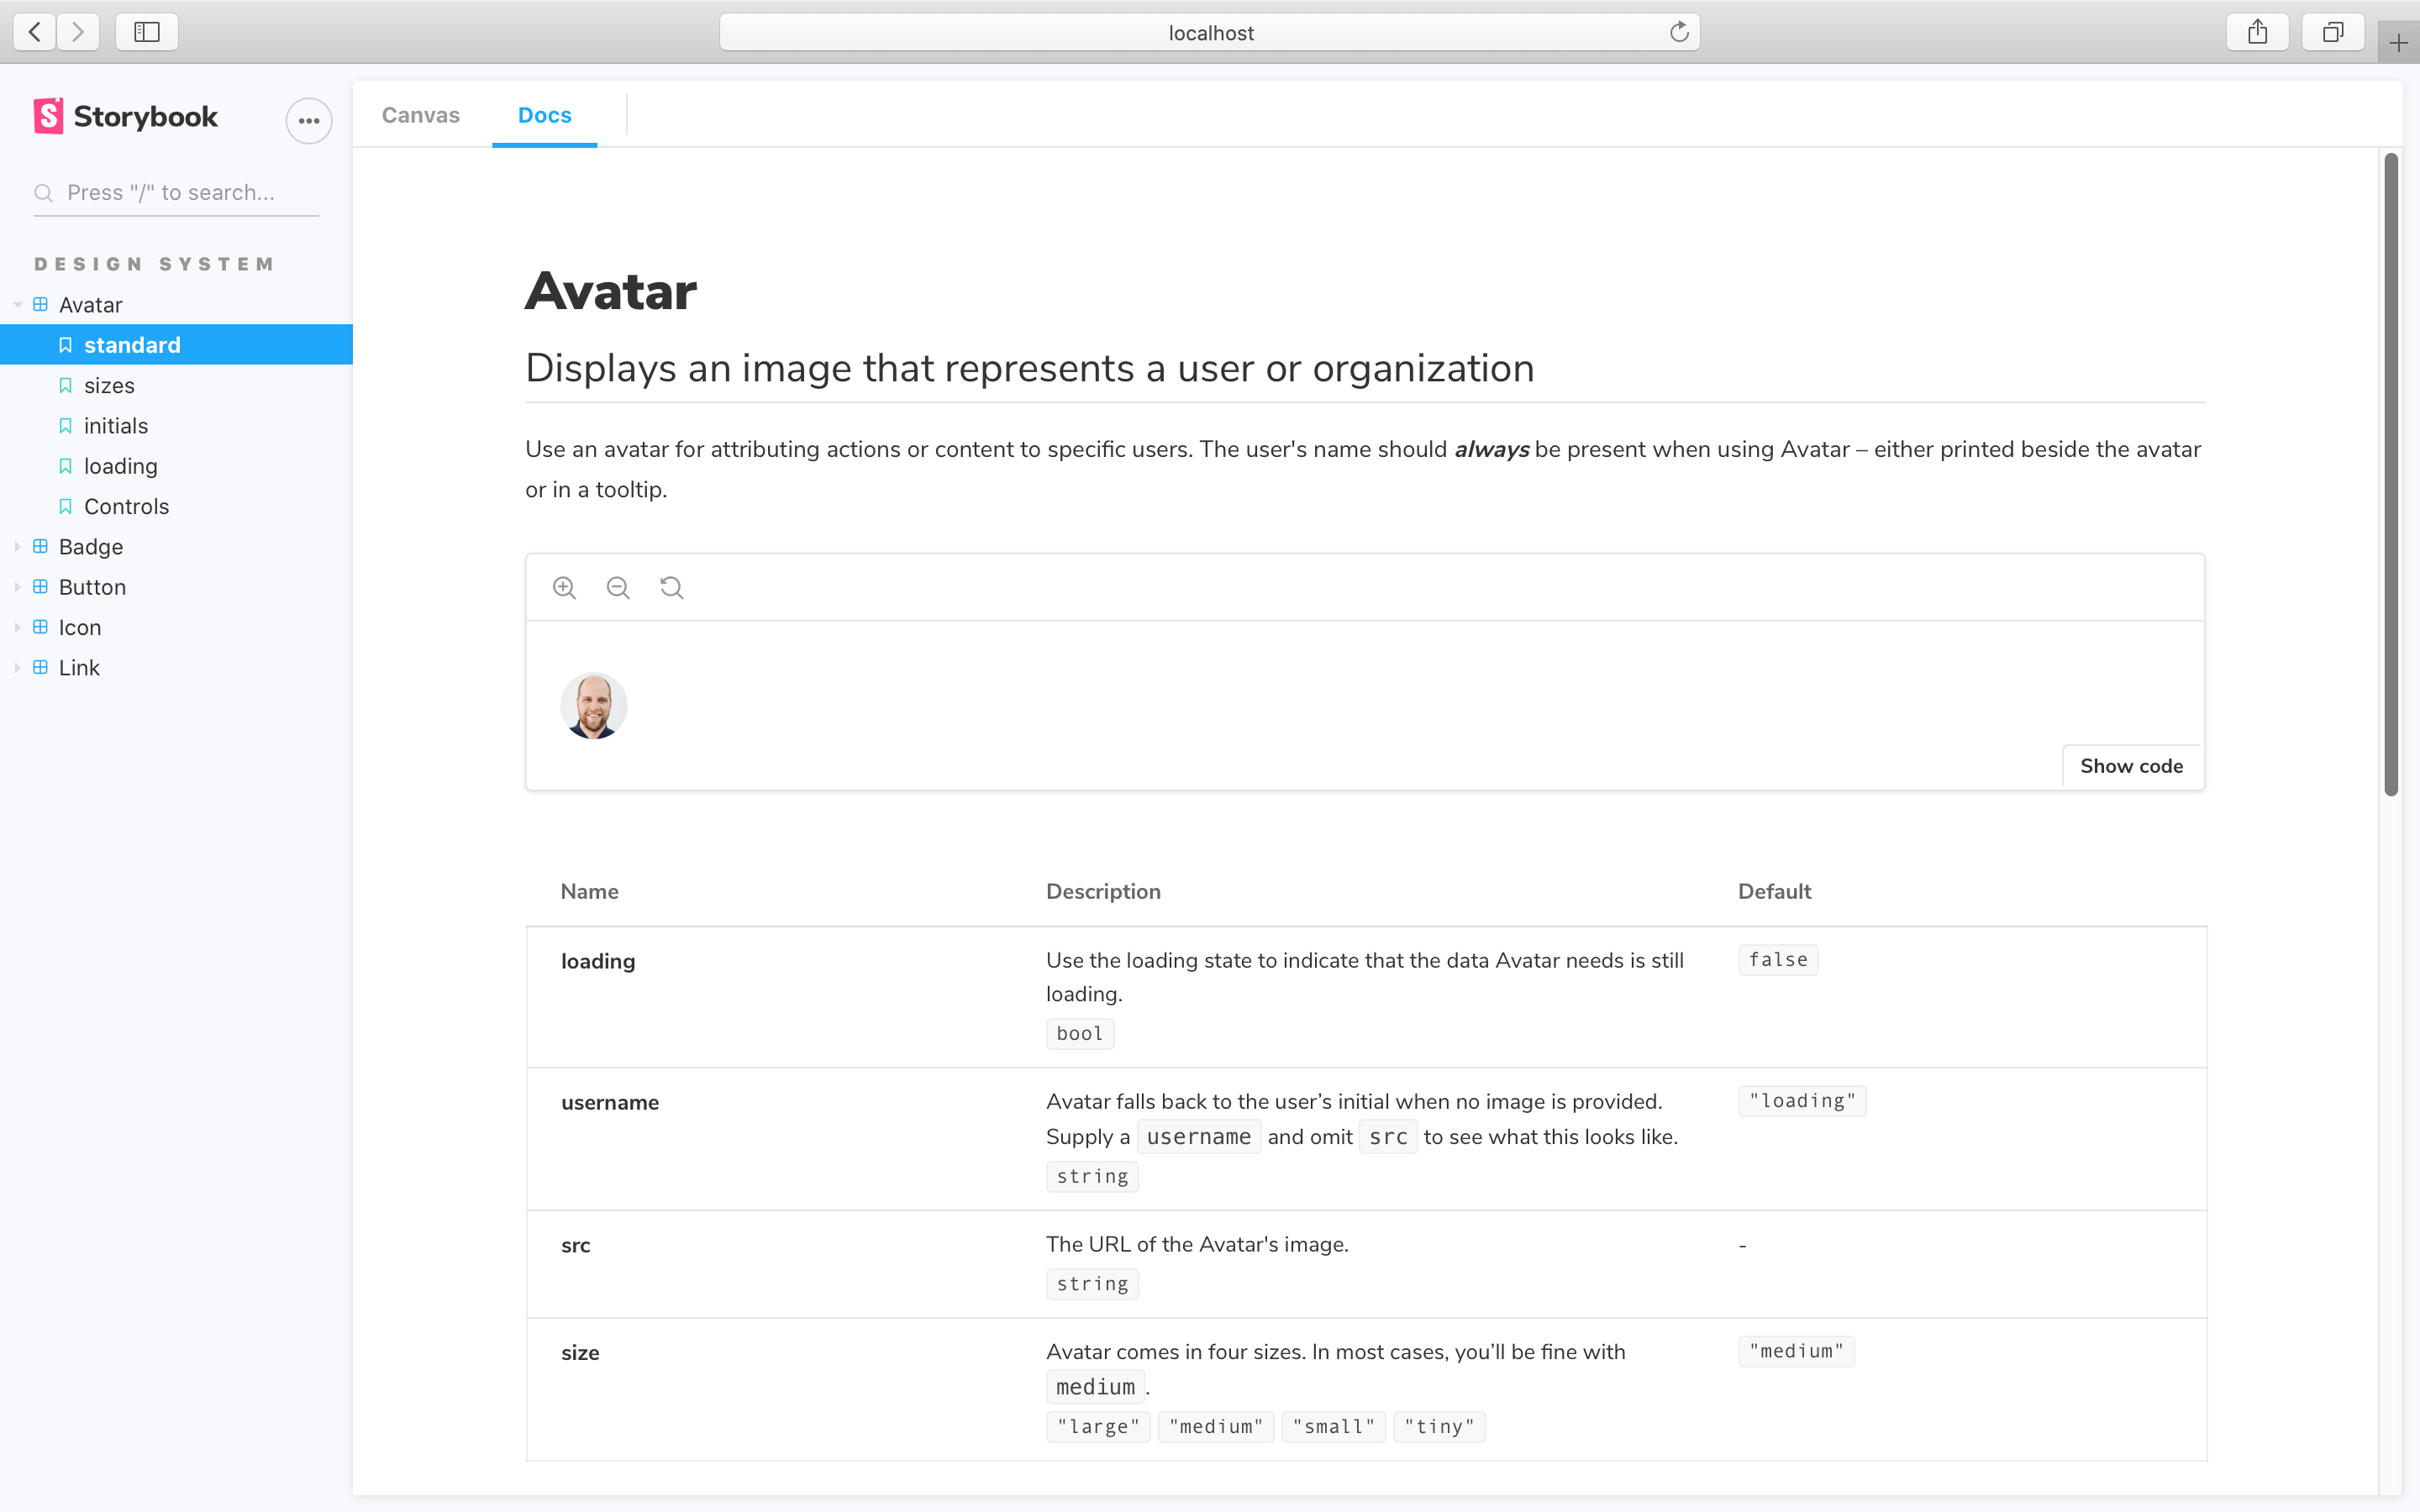 localhost
Storybook
Canvas
Docs
Press "/" to search...
DESIGN SYSTEM
Avatar
standard
sizes
initials
loading
Controls
Badge
Button
Icon
Link
Avatar
Displays an image that represents a user or organization
Use an avatar for attributing actions or content to specific users. The user's name should always be present when using Avatar – either printed beside the avatar
or in a tooltip.
Show code
Name Description Default
loading Use the loading state to indicate that the data Avatar needs is still false
loading.
bool
username Avatar falls back to the user’s initial when no image is provided. "loading"
Supply a username and omit src to see what this looks like.
string
src The URL of the Avatar's image. -
string
size Avatar comes in four sizes. In most cases, you’ll be fine with "medium"
medium.
"large" "medium" "small" "tiny"